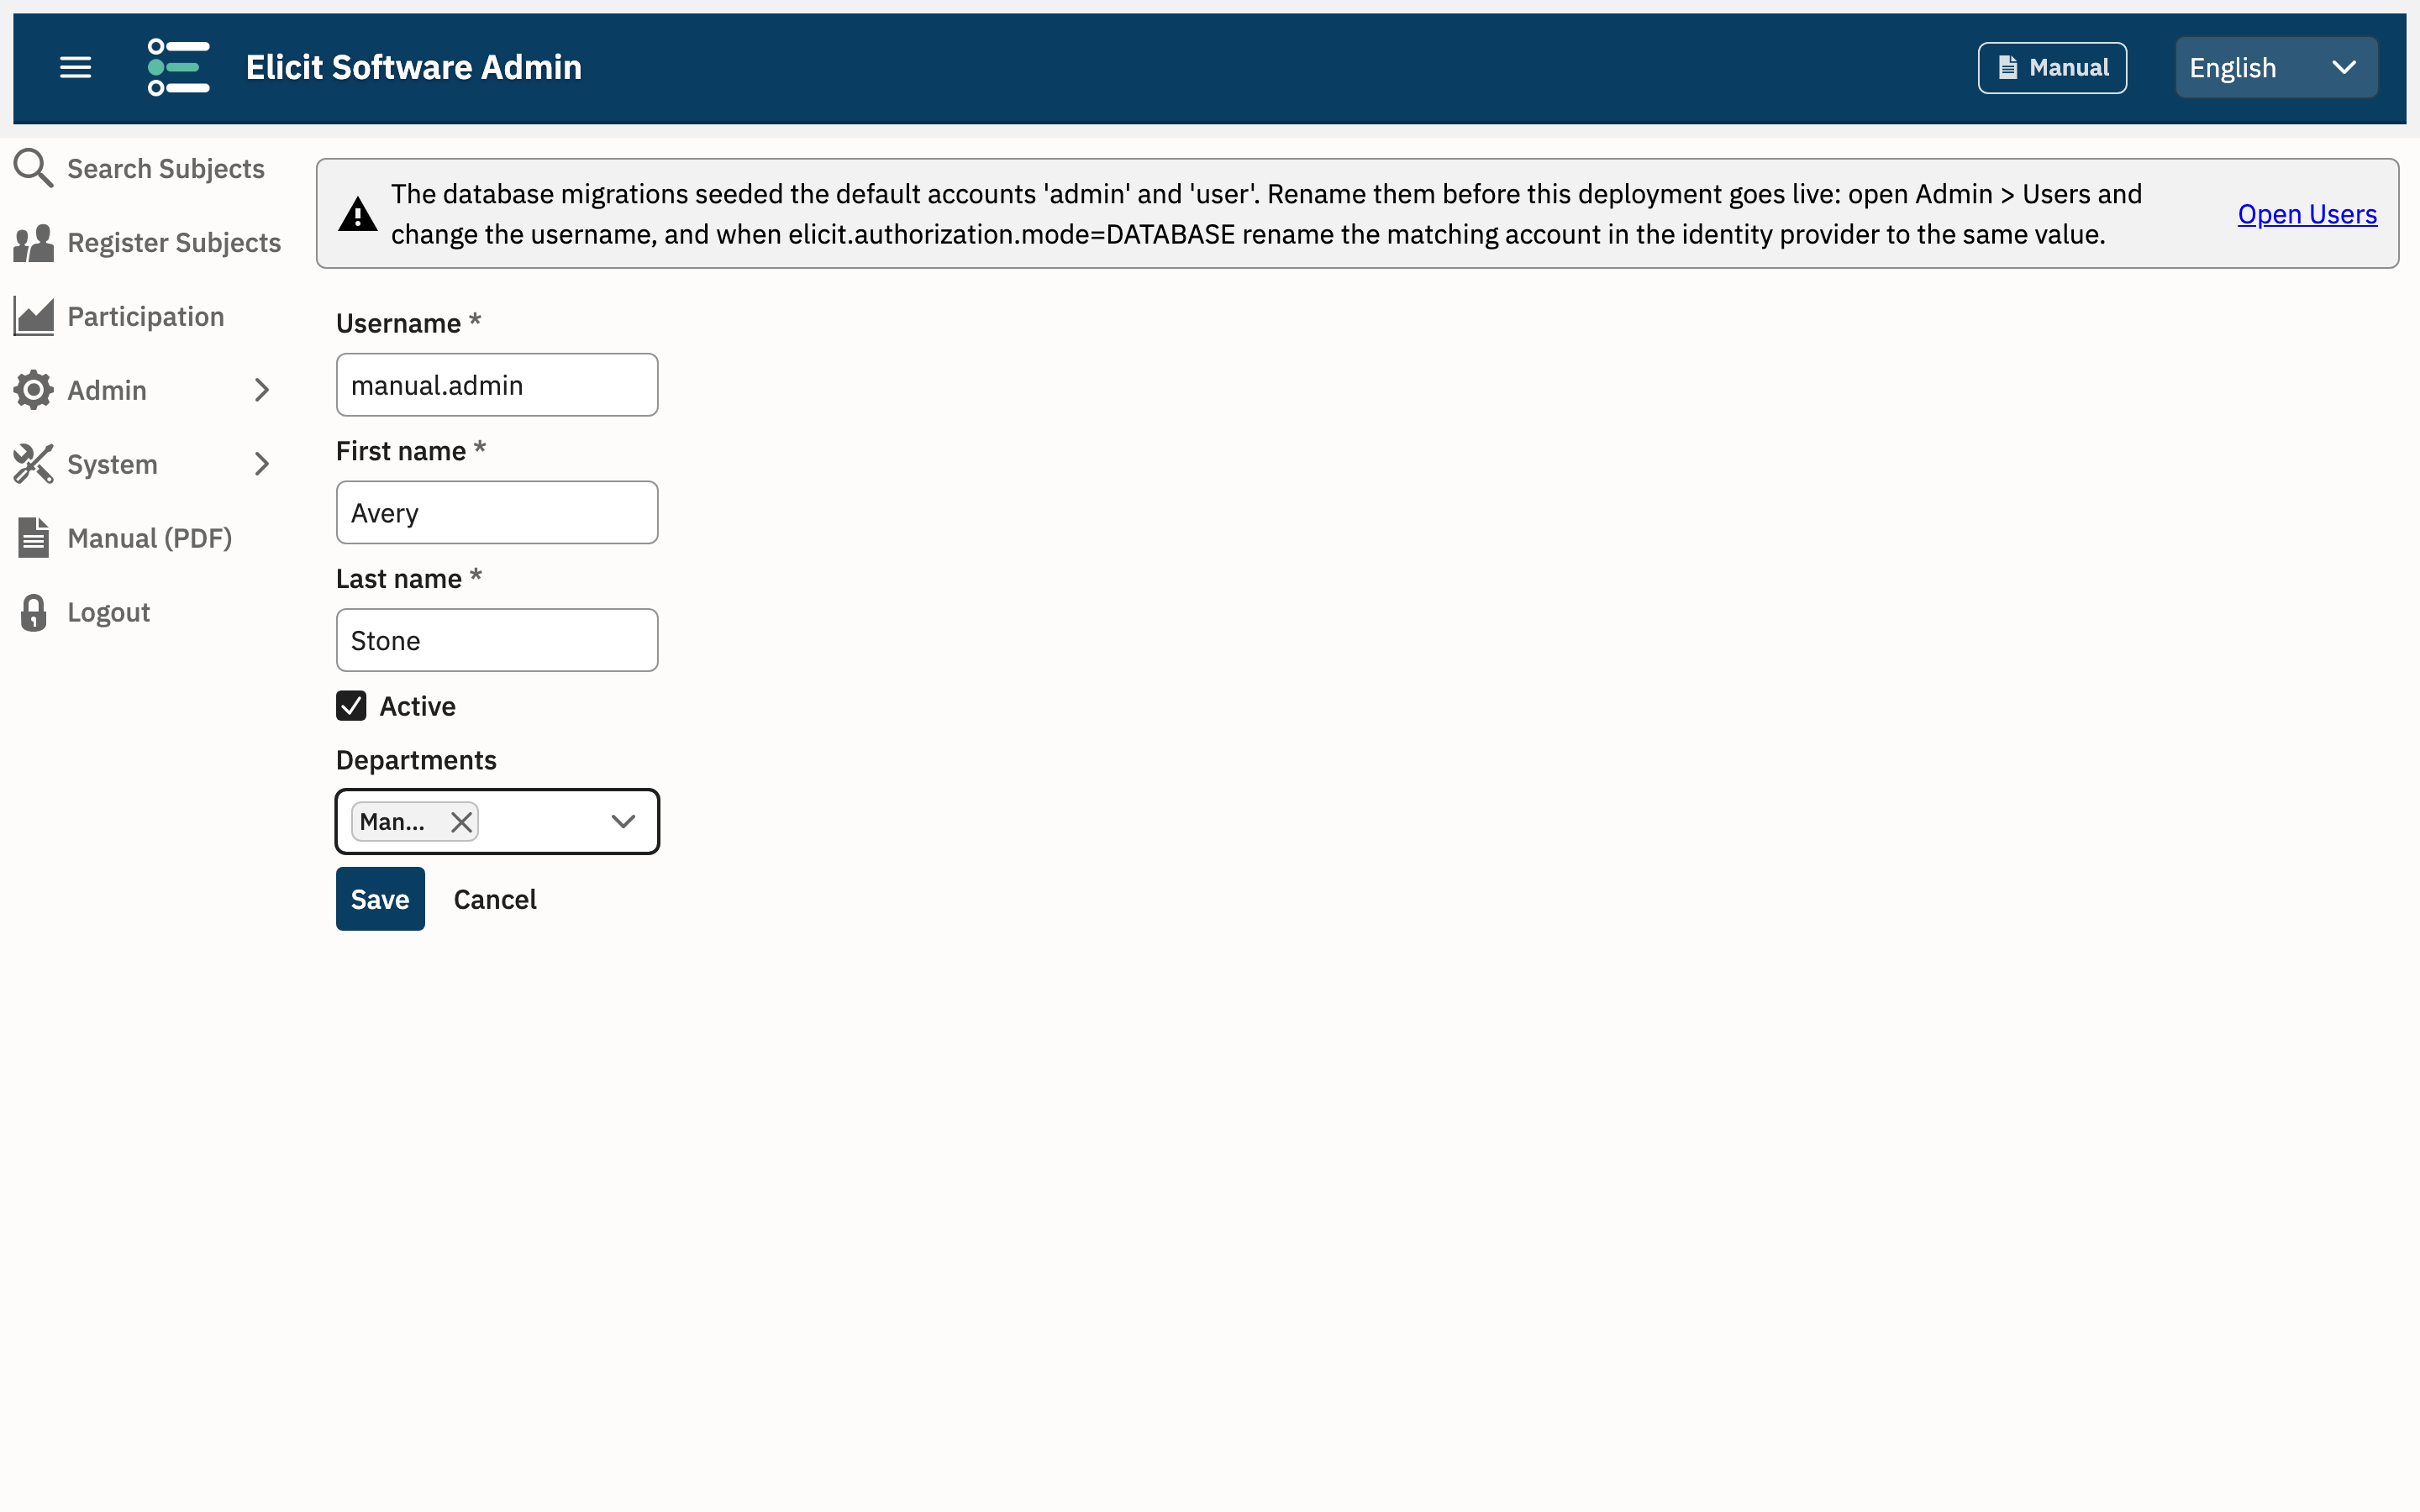 Elicit Software Admin
Manual
English
Search Subjects
Register Subjects
Participation
Admin
System
Manual (PDF)
Logout
The database migrations seeded the default accounts 'admin' and 'user'. Rename them before this deployment goes live: open Admin > Users and
change the username, and when elicit.authorization.mode=DATABASE rename the matching account in the identity provider to the same value.
Open Users
Username *
manual.admin
First name *
Avery
Last name *
Stone
Active
Departments
Man...
Save
Cancel